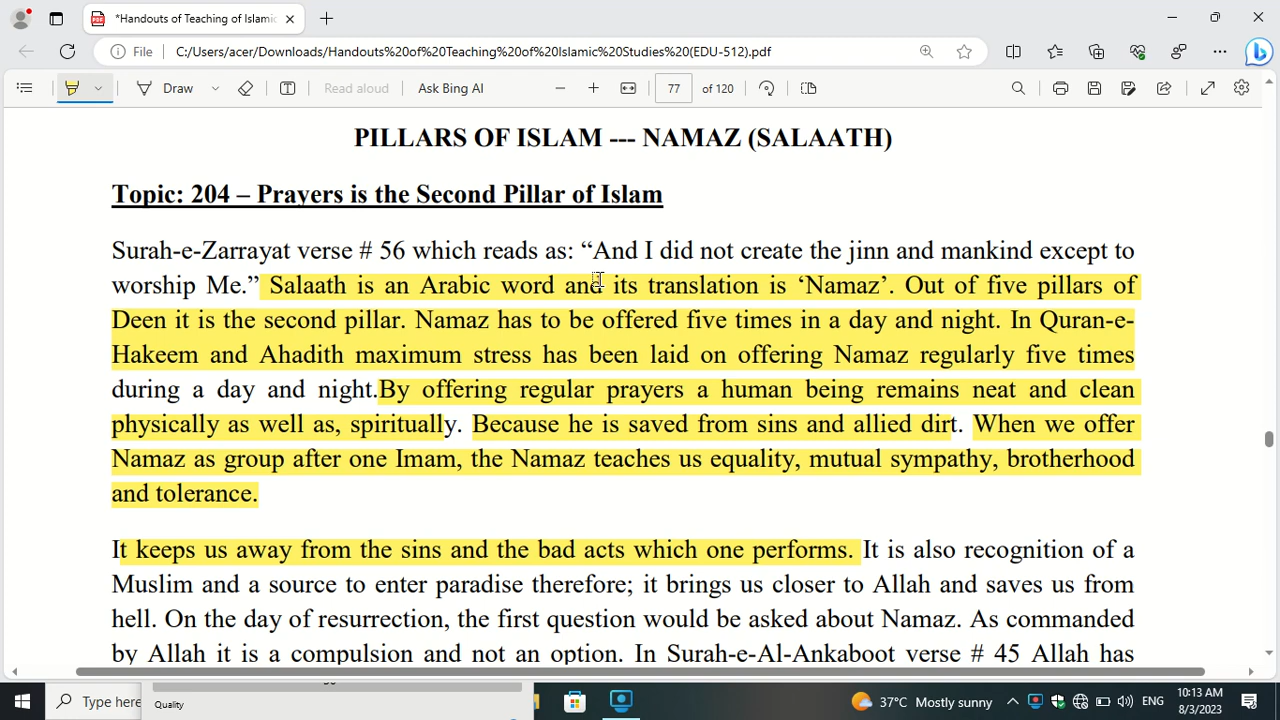 *Handouts of Teaching of Islamic
File
C:/Users/acer/Downloads/Handouts%20of%20Teaching%20of%20Islamic%20Studies%20(EDU-512).pdf
Draw
Read aloud
Ask Bing AI
77 of 120
PILLARS OF ISLAM --- NAMAZ (SALAATH)
Topic: 204 – Prayers is the Second Pillar of Islam
Surah-e-Zarrayat verse # 56 which reads as: “And I did not create the jinn and mankind except to
worship Me.” Salaath is an Arabic word and its translation is ‘Namaz’. Out of five pillars of
Deen it is the second pillar. Namaz has to be offered five times in a day and night. In Quran-e-
Hakeem and Ahadith maximum stress has been laid on offering Namaz regularly five times
during a day and night.By offering regular prayers a human being remains neat and clean
physically as well as, spiritually. Because he is saved from sins and allied dirt. When we offer
Namaz as group after one Imam, the Namaz teaches us equality, mutual sympathy, brotherhood
and tolerance.
It keeps us away from the sins and the bad acts which one performs. It is also recognition of a
Muslim and a source to enter paradise therefore; it brings us closer to Allah and saves us from
hell. On the day of resurrection, the first question would be asked about Namaz. As commanded
by Allah it is a compulsion and not an option. In Surah-e-Al-Ankaboot verse # 45 Allah has
Type here
Quality
37°C Mostly sunny
ENG
10:13 AM
8/3/2023